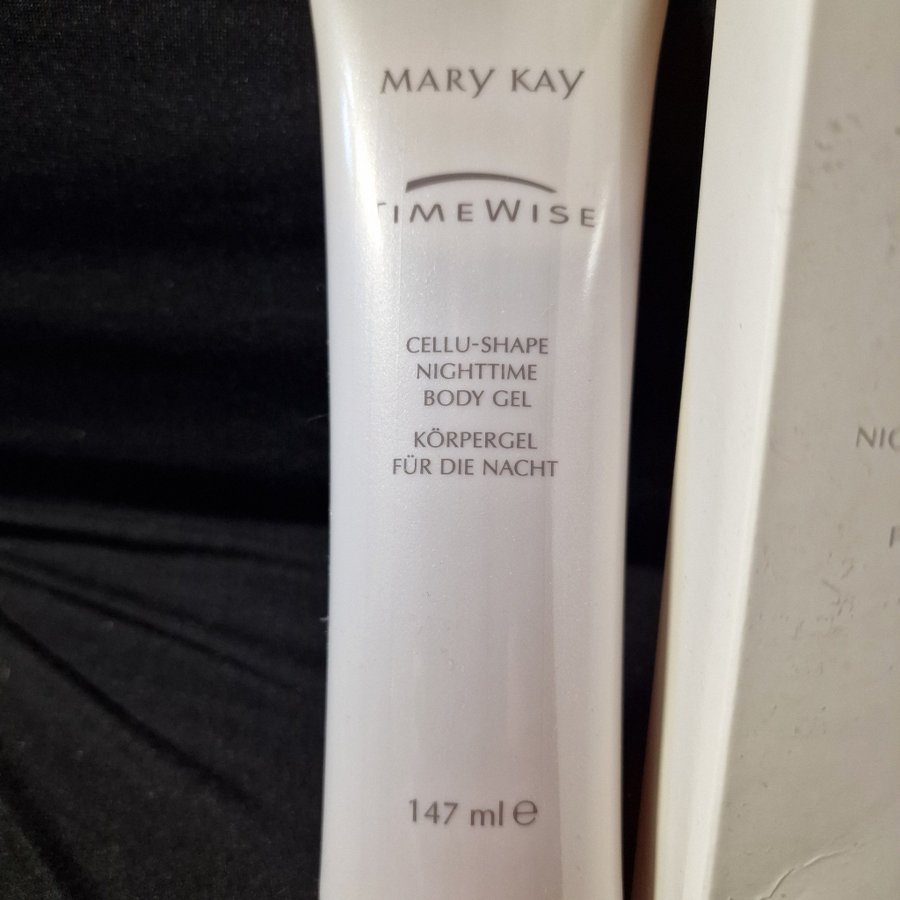 MARY KAY
TIMEWISE
CELLU-SHAPE
NIGHTTIME
BODY GEL
KÖRPERGEL
FÜR DIE NACHT
147 ml ℮